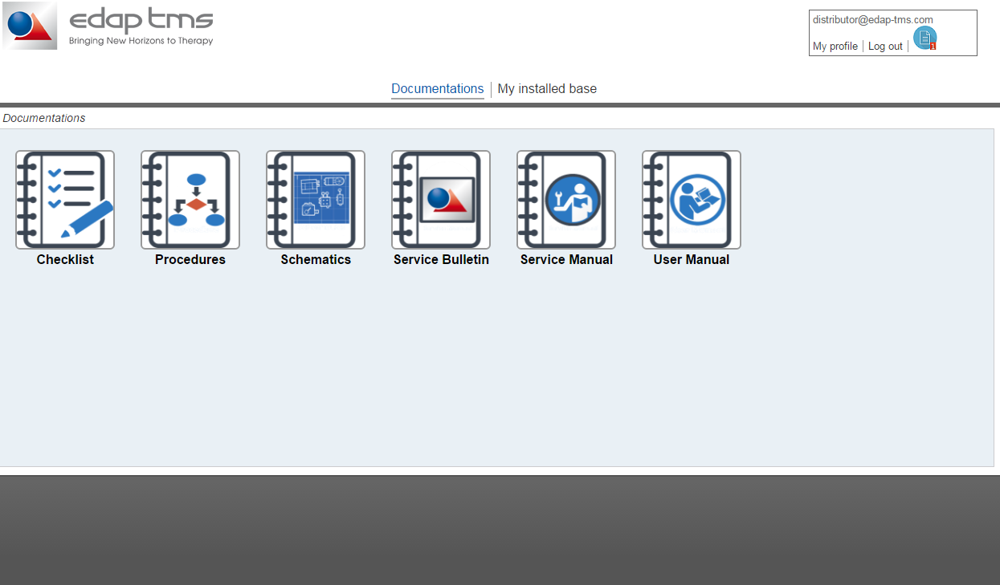 edap tms
Bringing New Horizons to Therapy
distributor@edap-tms.com
My profile | Log out |
1
Documentations | My installed base
Documentations
Checklist
Procedures
Schematics
Service Bulletin
Service Manual
User Manual